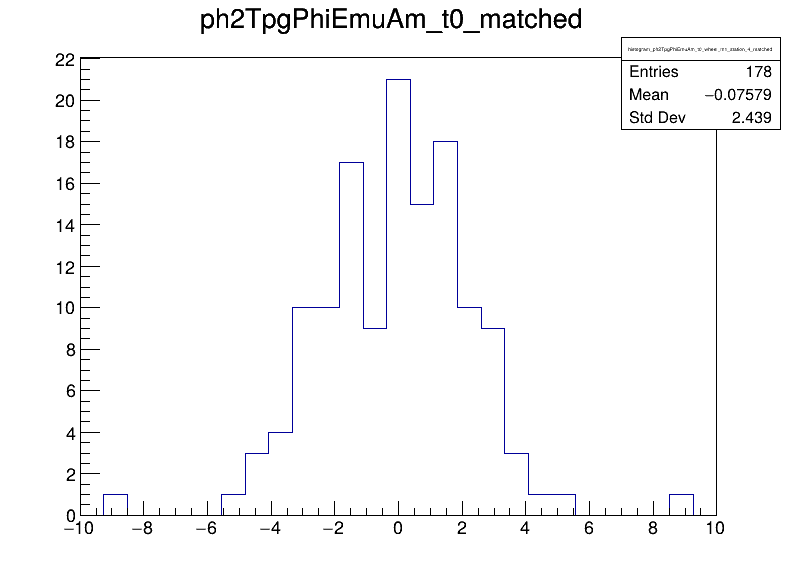 ph2TpgPhiEmuAm_t0_matched
histogram_ph2TpgPhiEmuAm_t0_wheel_m1_station_4_matched
Entries 178
Mean −0.07579
Std Dev 2.439
22
20
18
16
14
12
10
8
6
4
2
0
−10 −8 −6 −4 −2 0 2 4 6 8 10